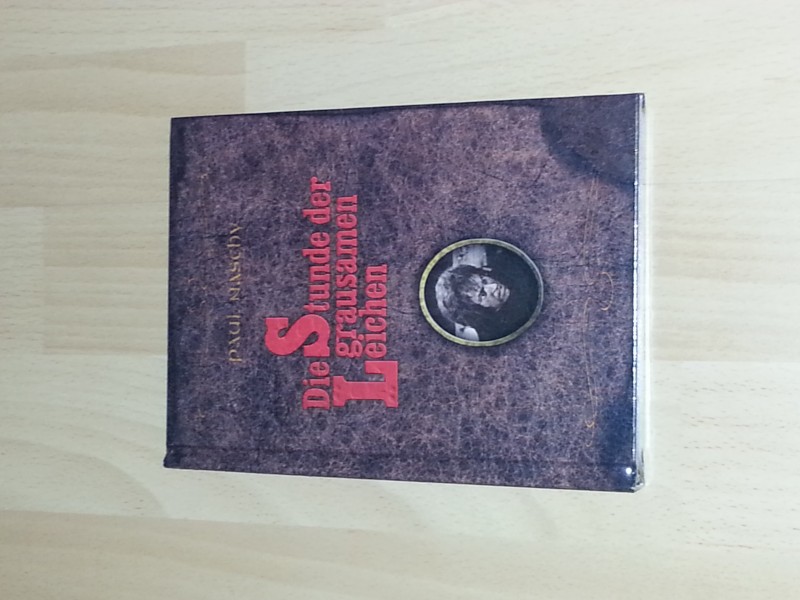 PAUL NASCHY
Die Stunde der
grausamen
Leichen